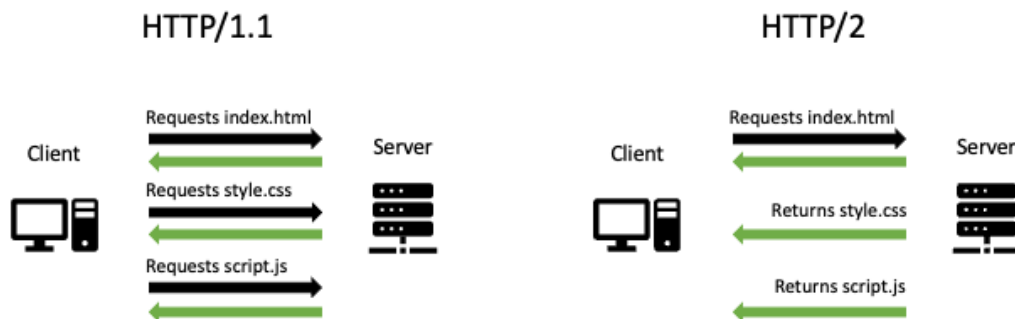 HTTP/1.1
Requests index.html
Client
Server
Requests style.css
Requests script.js
HTTP/2
Requests index.html
Client
Server
Returns style.css
Returns script.js